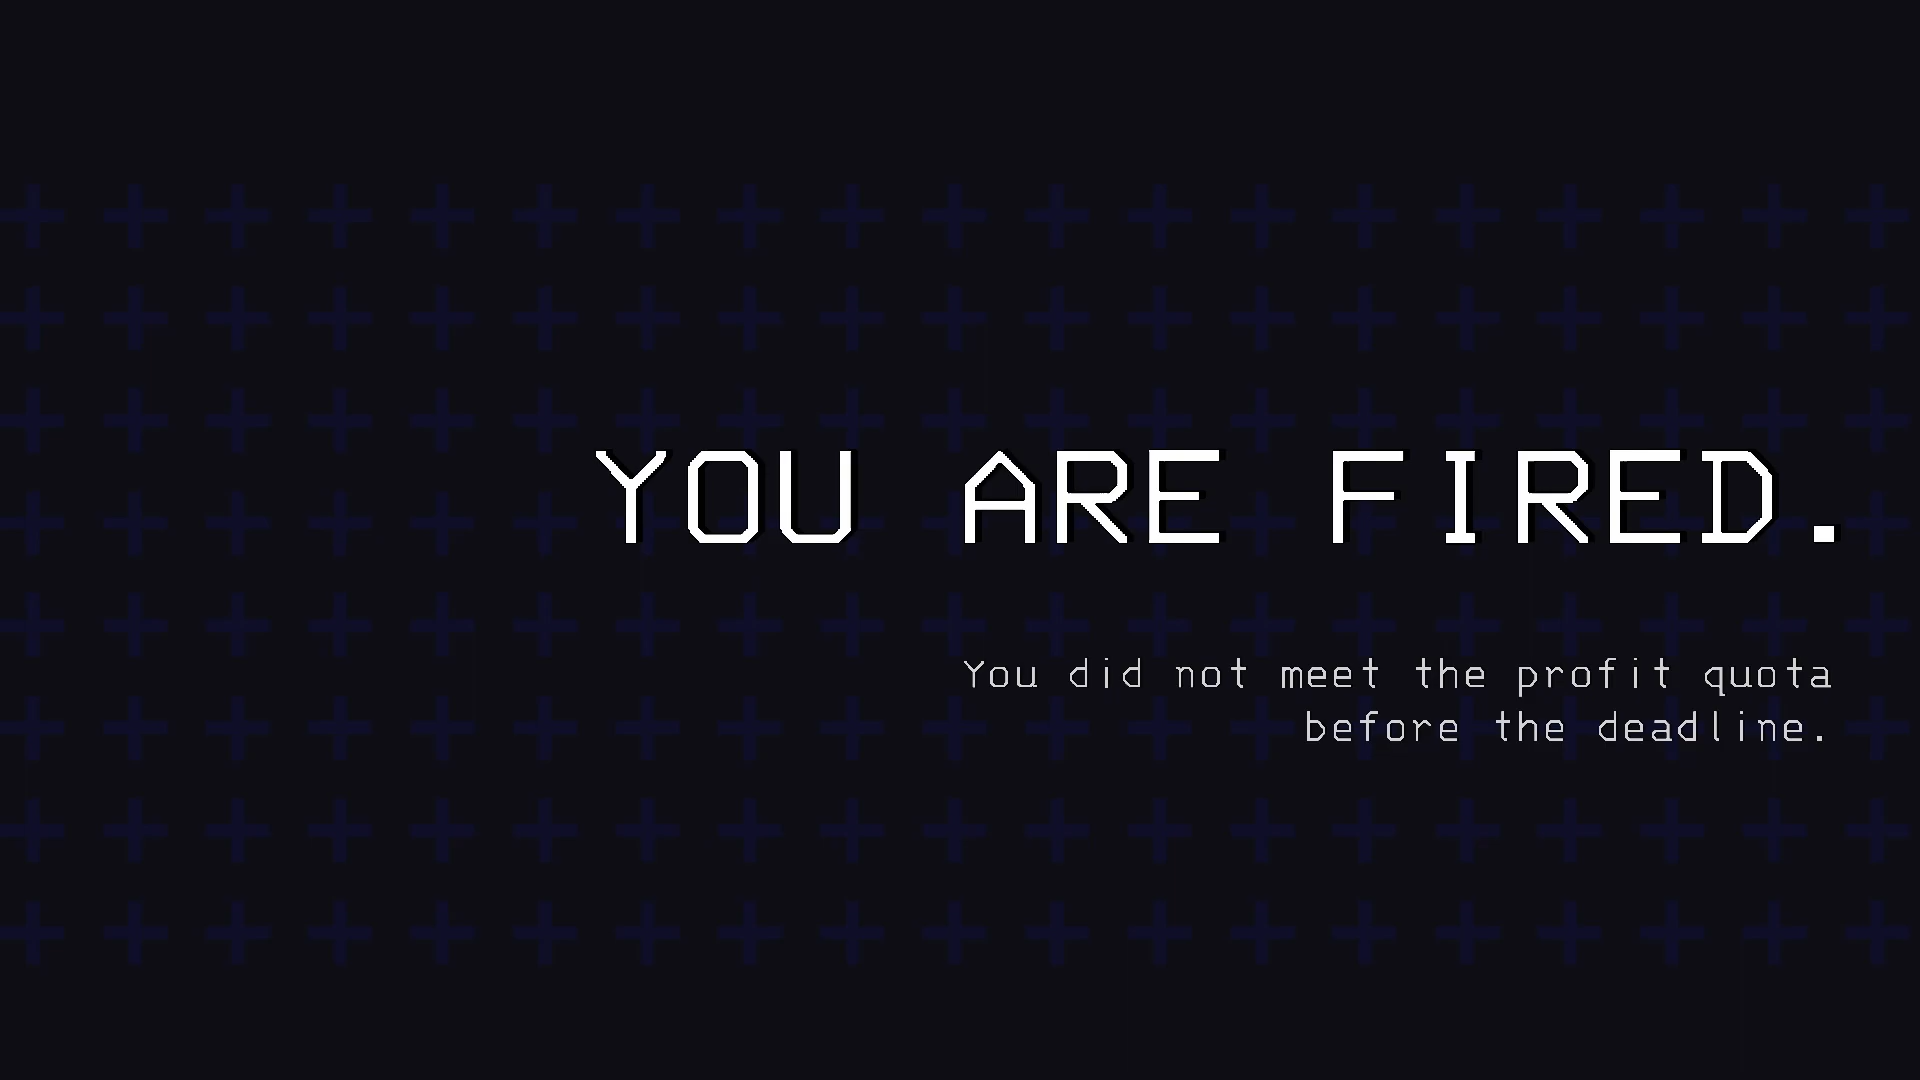 YOU ARE FIRED.
You did not meet the profit quota
before the deadline.